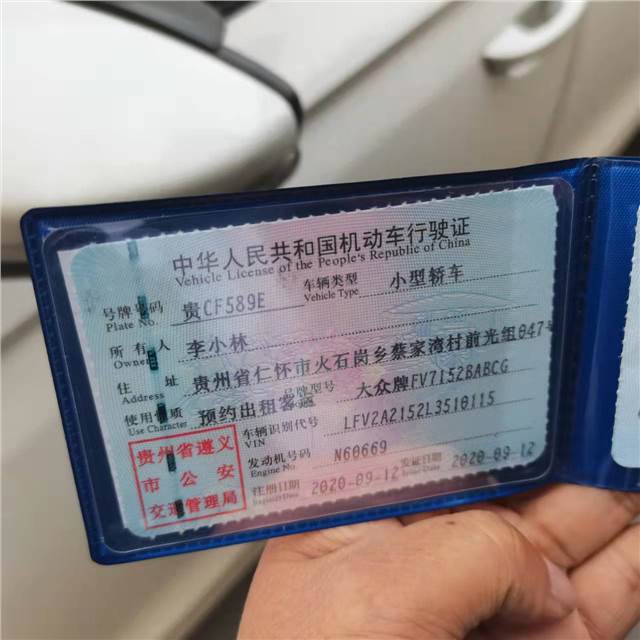 中华人民共和国机动车行驶证
Vehicle License of the People's Republic of China
号牌号码 贵CF589E 车辆类型 小型轿车
Plate No. Vehicle Type
所有人 李小林
Owner
住址 贵州省仁怀市火石岗乡蔡家湾村前光组047号
Address
使用性质 预约出租客运 品牌型号 大众牌FV7152BABCG
Use Character
车辆识别代号 LFV2A2152L3510115
VIN
发动机号码 N60669
Engine No.
注册日期 2020-09-12 发证日期 2020-09-12
贵州省遵义
市公安
交通管理局